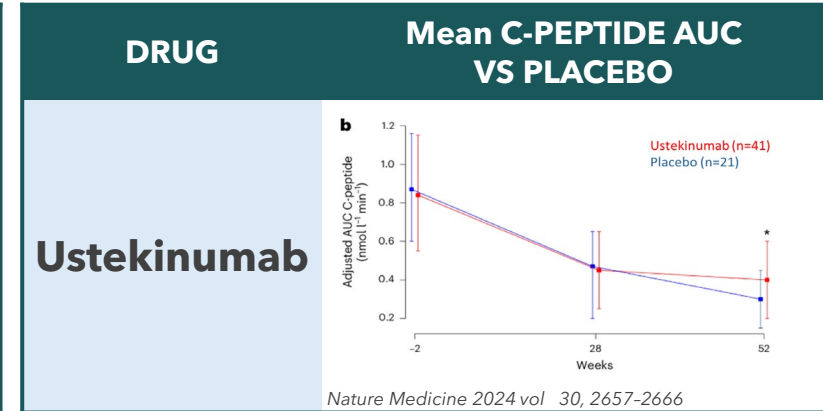 DRUG
Mean C-PEPTIDE AUC
VS PLACEBO
Ustekinumab
b
Ustekinumab (n=41)
Placebo (n=21)
Adjusted AUC C-peptide
(nmol l⁻¹ min⁻¹)
1.2
1.0
0.8
0.6
0.4
0.2
*
–2
28
52
Weeks
Nature Medicine 2024 vol 30, 2657–2666